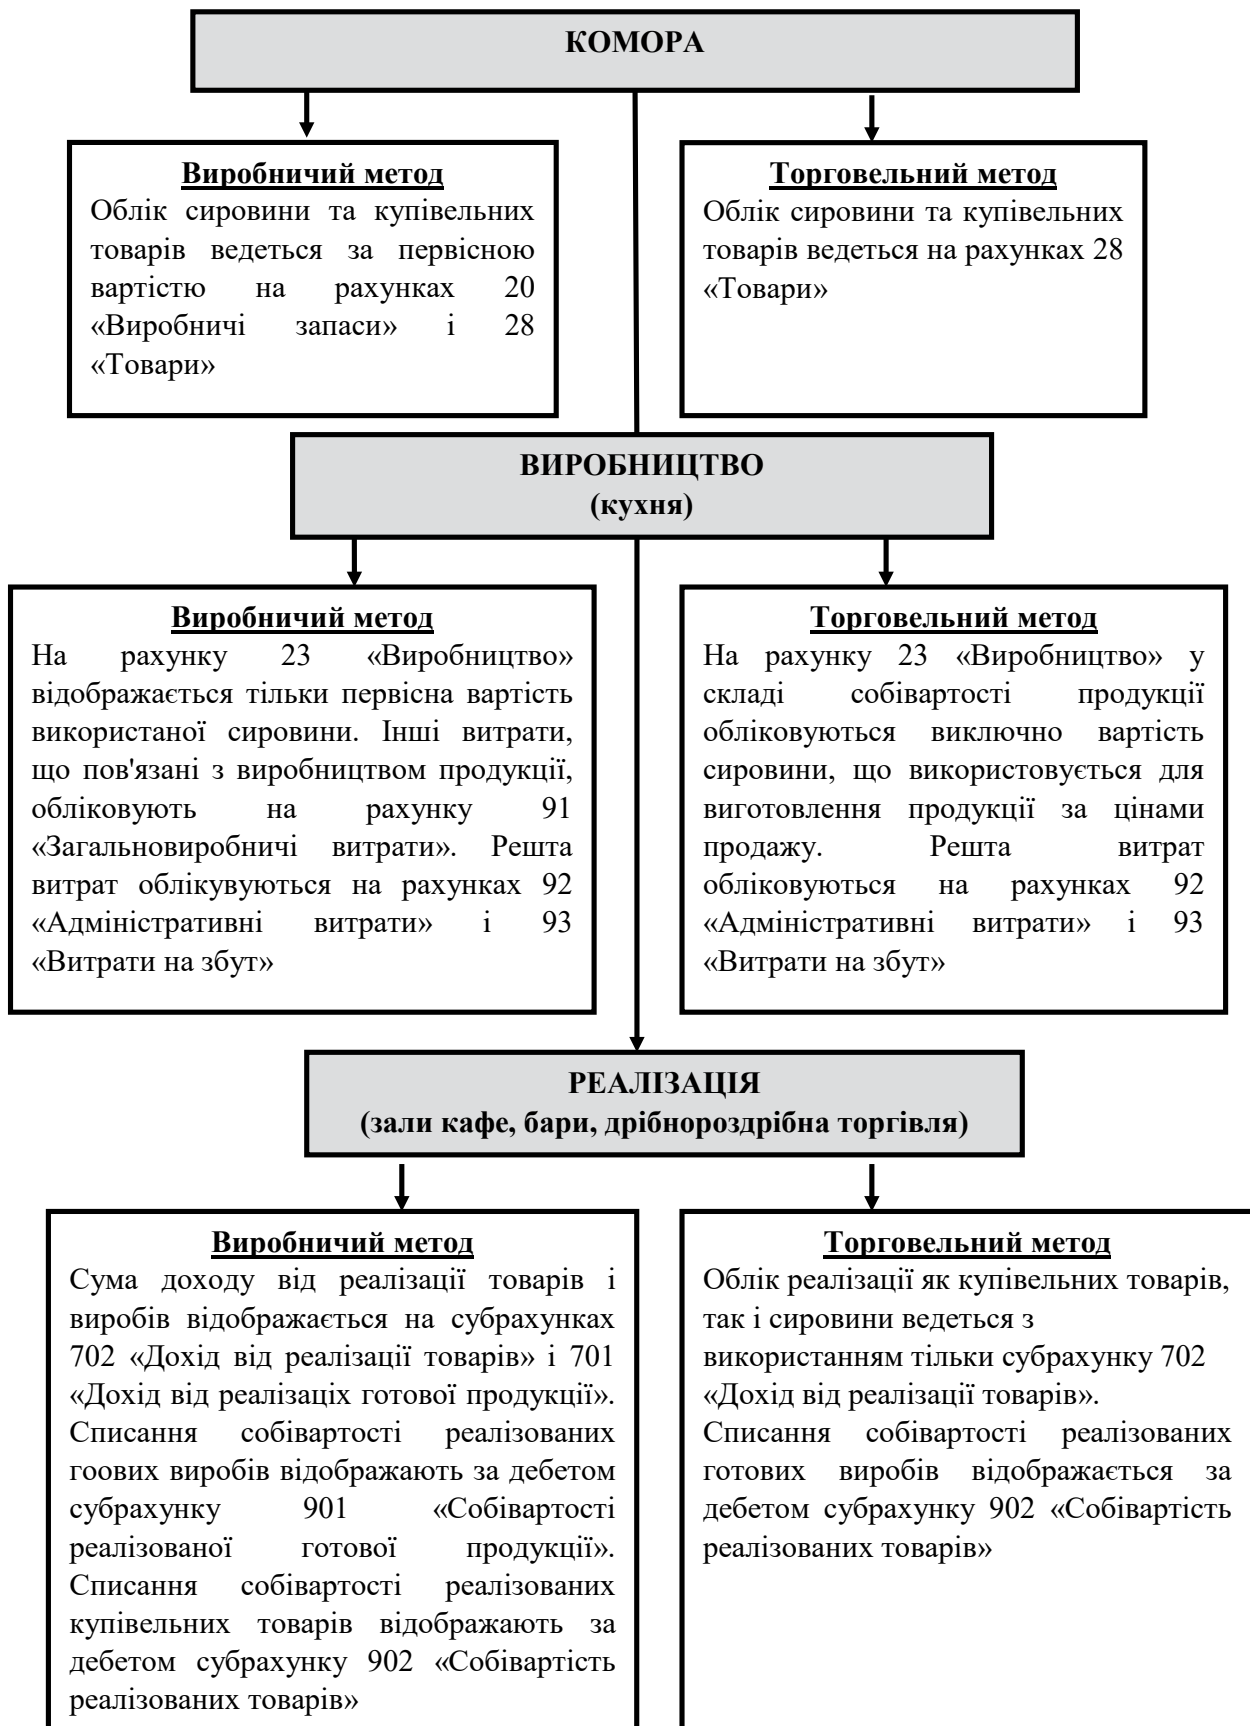 КОМОРА
Виробничий метод
Облік сировини та купівельних
товарів ведеться за первісною
вартістю на рахунках 20
«Виробничі запаси» і 28
«Товари»
Торговельний метод
Облік сировини та купівельних
товарів ведеться на рахунках 28
«Товари»
ВИРОБНИЦТВО
(кухня)
Виробничий метод
На рахунку 23 «Виробництво»
відображається тільки первісна вартість
використаної сировини. Інші витрати,
що пов'язані з виробництвом продукції,
обліковують на рахунку 91
«Загальновиробничі витрати». Решта
витрат облікувуються на рахунках 92
«Адміністративні витрати» і 93
«Витрати на збут»
Торговельний метод
На рахунку 23 «Виробництво» у
складі собівартості продукції
обліковуються виключно вартість
сировини, що використовується для
виготовлення продукції за цінами
продажу. Решта витрат
обліковуються на рахунках 92
«Адміністративні витрати» і 93
«Витрати на збут»
РЕАЛІЗАЦІЯ
(зали кафе, бари, дрібнороздрібна торгівля)
Виробничий метод
Сума доходу від реалізації товарів і
виробів відображається на субрахунках
702 «Дохід від реалізації товарів» і 701
«Дохід від реалізаціх готової продукції».
Списання собівартості реалізованих
гоових виробів відображають за дебетом
субрахунку 901 «Собівартості
реалізованої готової продукції».
Списання собівартості реалізованих
купівельних товарів відображають за
дебетом субрахунку 902 «Собівартість
реалізованих товарів»
Торговельний метод
Облік реалізації як купівельних товарів,
так і сировини ведеться з
використанням тільки субрахунку 702
«Дохід від реалізації товарів».
Списання собівартості реалізованих
готових виробів відображається за
дебетом субрахунку 902 «Собівартість
реалізованих товарів»